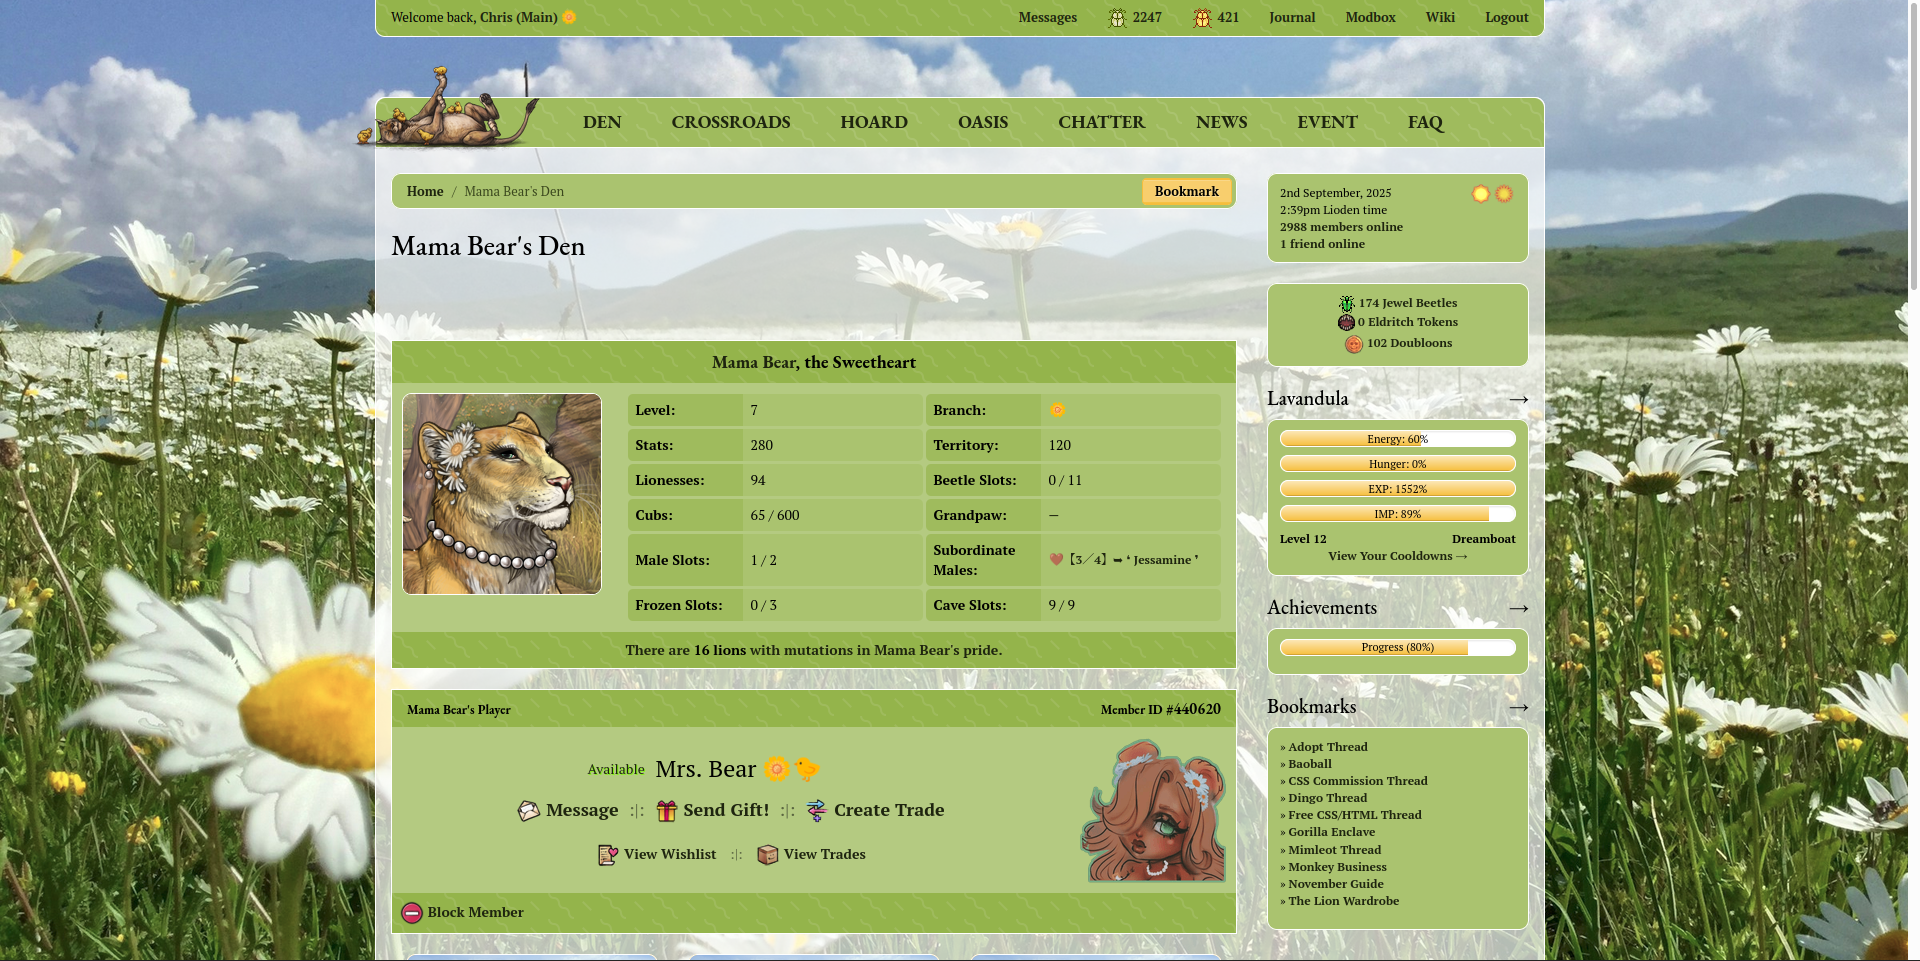 Welcome back, Chris (Main)
Messages 2247 421 Journal Modbox Wiki Logout
DEN CROSSROADS HOARD OASIS CHATTER NEWS EVENT FAQ
Home / Mama Bear's Den
Bookmark
Mama Bear's Den
Mama Bear, the Sweetheart
Level: 7 Branch:
Stats: 280 Territory: 120
Lionesses: 94 Beetle Slots: 0 / 11
Cubs: 65 / 600 Grandpaw: —
Male Slots: 1 / 2 Subordinate Males: ❤【3／4】➥ ❛ Jessamine ❜
Frozen Slots: 0 / 3 Cave Slots: 9 / 9
There are 16 lions with mutations in Mama Bear's pride.
Mama Bear's Player Member ID #440620
Available Mrs. Bear
Message :|: Send Gift! :|: Create Trade
View Wishlist :|: View Trades
Block Member
2nd September, 2025
2:39pm Lioden time
2988 members online
1 friend online
174 Jewel Beetles
0 Eldritch Tokens
102 Doubloons
Lavandula →
Energy: 60%
Hunger: 0%
EXP: 1552%
IMP: 89%
Level 12 Dreamboat
View Your Cooldowns →
Achievements →
Progress (80%)
Bookmarks →
» Adopt Thread
» Baoball
» CSS Commission Thread
» Dingo Thread
» Free CSS/HTML Thread
» Gorilla Enclave
» Mimleot Thread
» Monkey Business
» November Guide
» The Lion Wardrobe